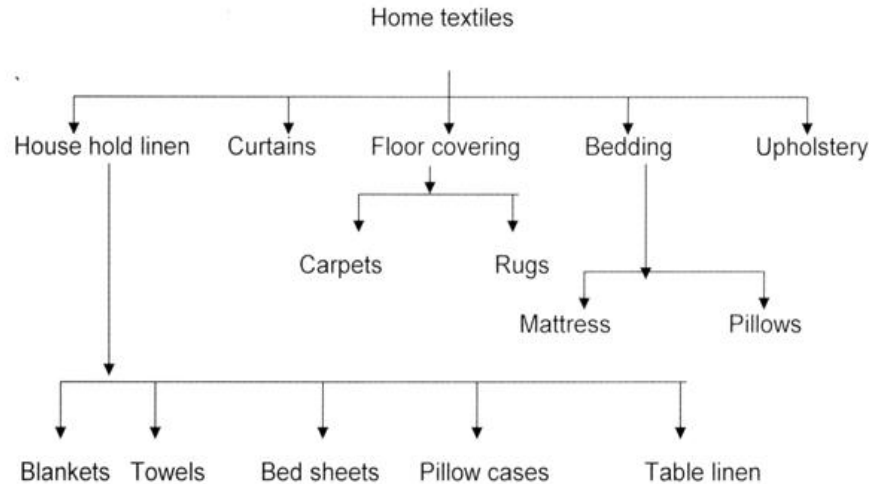 Home textiles
House hold linen Curtains Floor covering Bedding Upholstery
Carpets Rugs
Mattress Pillows
Blankets Towels Bed sheets Pillow cases Table linen